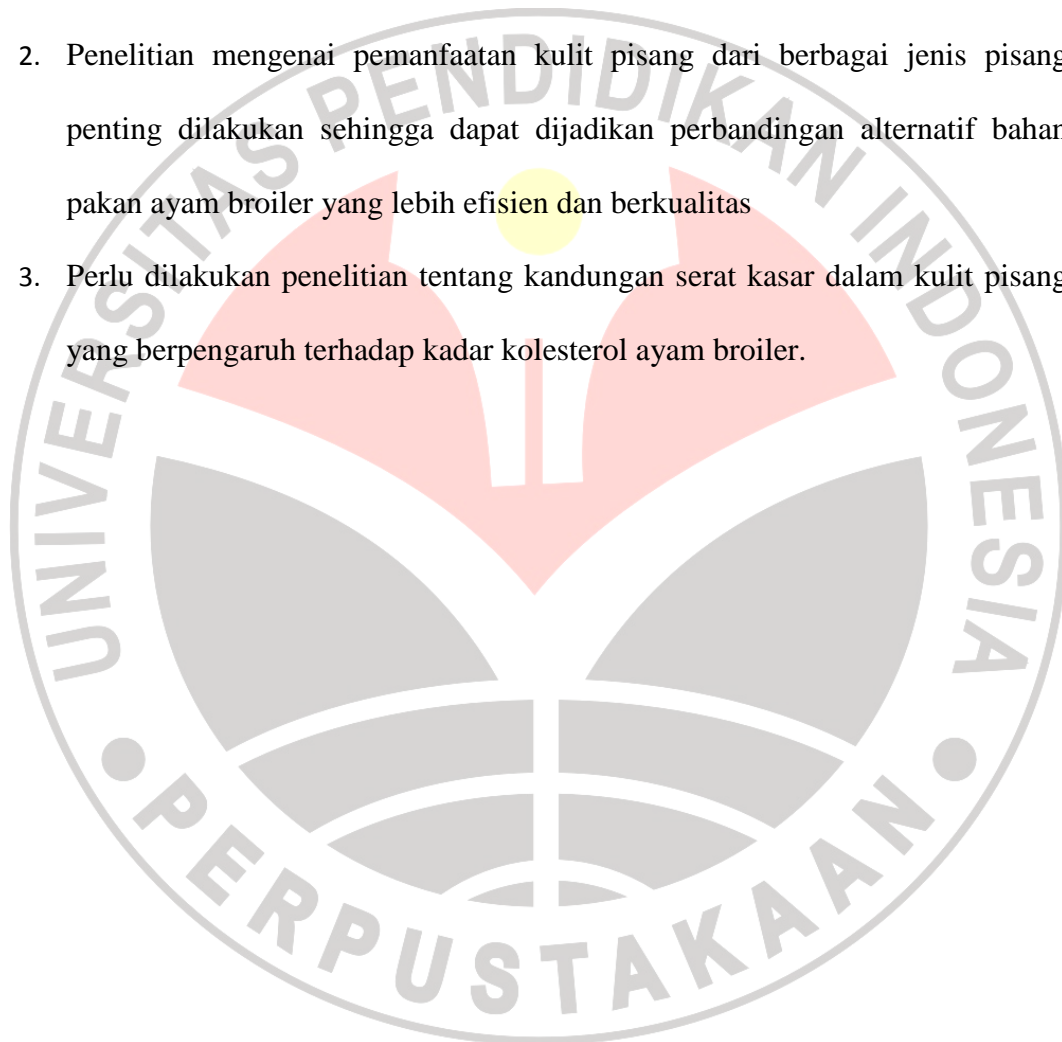 2. Penelitian mengenai pemanfaatan kulit pisang dari berbagai jenis pisang
penting dilakukan sehingga dapat dijadikan perbandingan alternatif bahan
pakan ayam broiler yang lebih efisien dan berkualitas
3. Perlu dilakukan penelitian tentang kandungan serat kasar dalam kulit pisang
yang berpengaruh terhadap kadar kolesterol ayam broiler.
UNIVERSITAS PENDIDIKAN INDONESIA
PERPUSTAKAAN